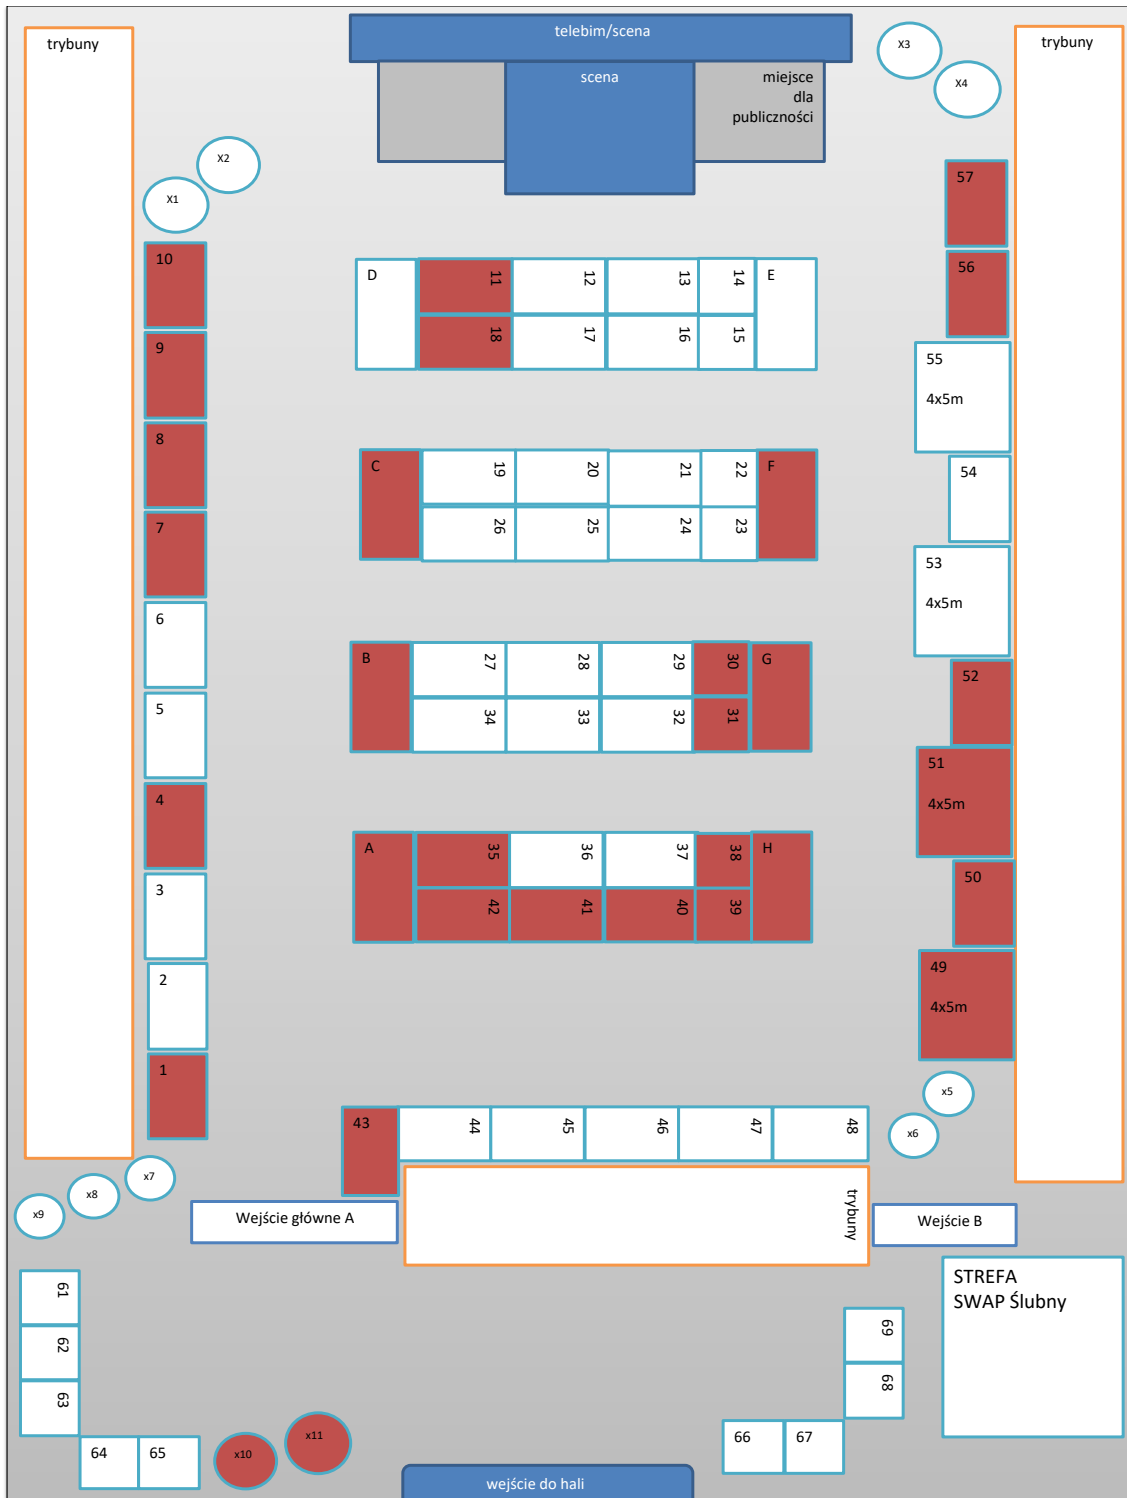 trybuny
telebim/scena
trybuny
scena
miejsce
dla
publiczności
X3
X4
X2
X1
57
10
56
D
11
12
13
14
E
18
17
16
15
9
55
4x5m
8
C
19
20
21
22
F
54
26
25
24
23
7
53
4x5m
6
B
27
28
29
30
G
52
34
33
32
31
5
51
4x5m
4
A
35
36
37
38
H
50
42
41
40
39
3
49
4x5m
2
1
x5
43
44
45
46
47
48
x6
x7
x8
x9
Wejście główne A
trybuny
Wejście B
61
STREFA
SWAP Ślubny
62
69
63
68
64
65
x10
x11
66
67
wejście do hali